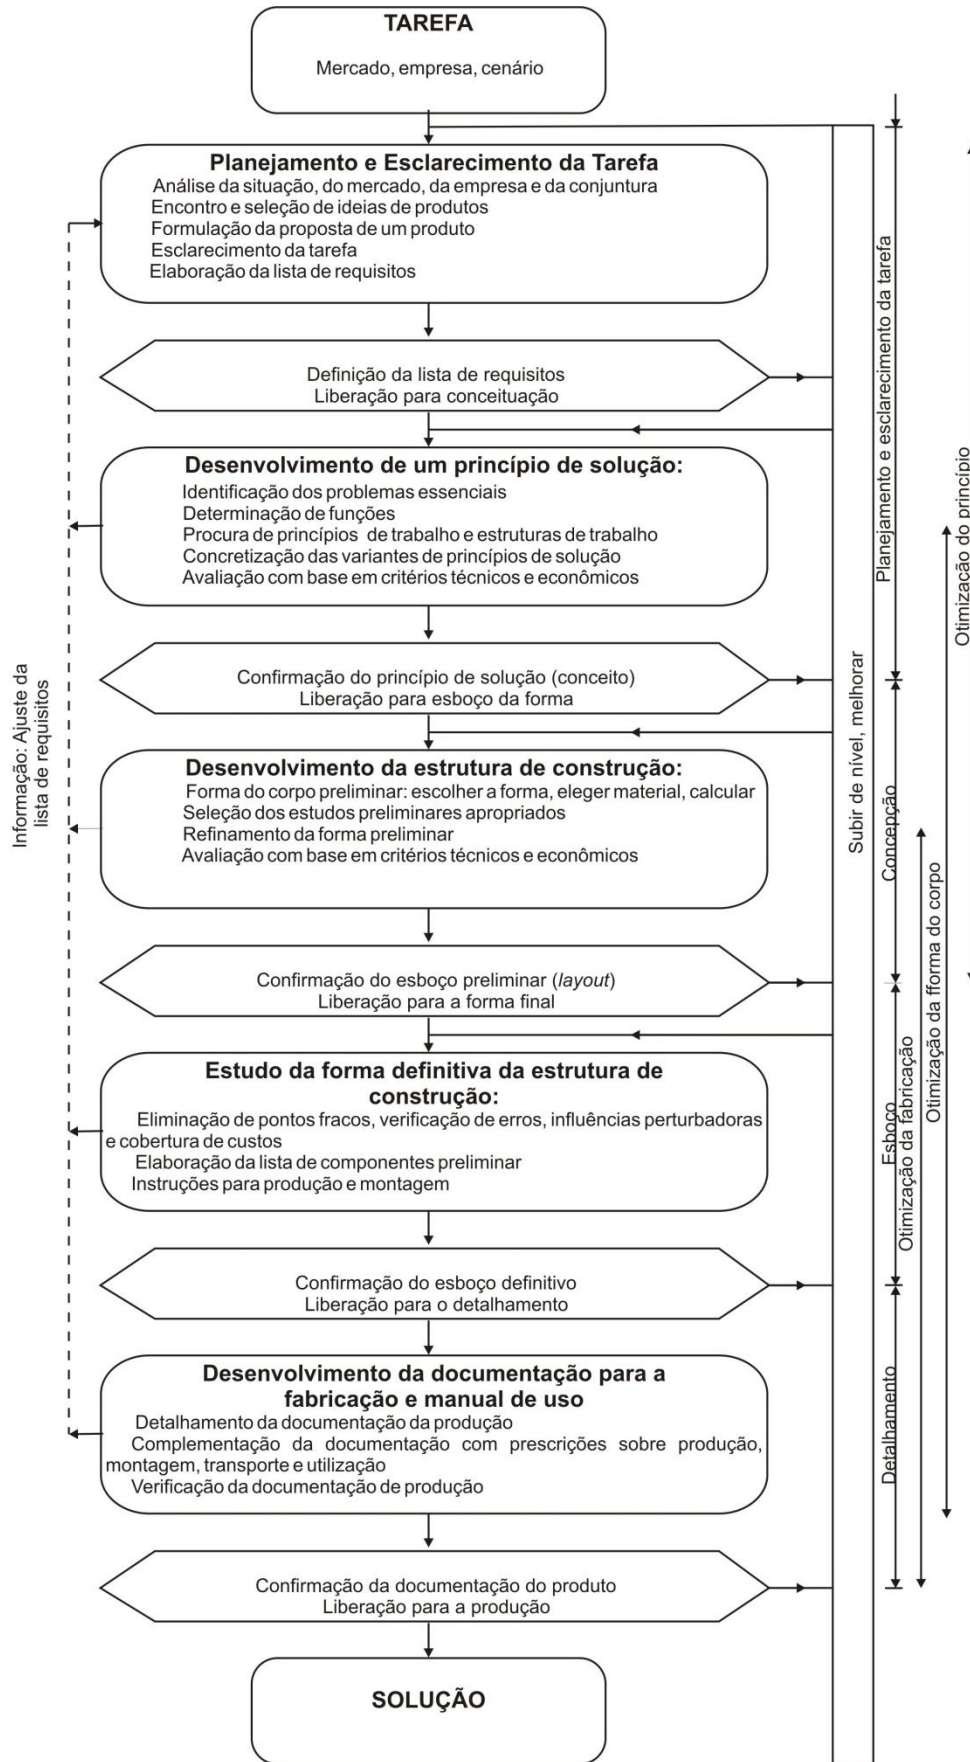 TAREFA
Mercado, empresa, cenário
Planejamento e Esclarecimento da Tarefa
Análise da situação, do mercado, da empresa e da conjuntura
Encontro e seleção de ideias de produtos
Formulação da proposta de um produto
Esclarecimento da tarefa
Elaboração da lista de requisitos
Definição da lista de requisitos
Liberação para conceituação
Desenvolvimento de um princípio de solução:
Identificação dos problemas essenciais
Determinação de funções
Procura de princípios de trabalho e estruturas de trabalho
Concretização das variantes de princípios de solução
Avaliação com base em critérios técnicos e econômicos
Confirmação do princípio de solução (conceito)
Liberação para esboço da forma
Desenvolvimento da estrutura de construção:
Forma do corpo preliminar: escolher a forma, eleger material, calcular
Seleção dos estudos preliminares apropriados
Refinamento da forma preliminar
Avaliação com base em critérios técnicos e econômicos
Confirmação do esboço preliminar (layout)
Liberação para a forma final
Estudo da forma definitiva da estrutura de
construção:
Eliminação de pontos fracos, verificação de erros, influências perturbadoras
e cobertura de custos
Elaboração da lista de componentes preliminar
Instruções para produção e montagem
Confirmação do esboço definitivo
Liberação para o detalhamento
Desenvolvimento da documentação para a
fabricação e manual de uso
Detalhamento da documentação da produção
Complementação da documentação com prescrições sobre produção,
montagem, transporte e utilização
Verificação da documentação de produção
Confirmação da documentação do produto
Liberação para a produção
SOLUÇÃO
Informação: Ajuste da
lista de requisitos
Subir de nível, melhorar
Planejamento e esclarecimento da tarefa
Concepção
Esboço
Detalhamento
Otimização da fabricação
Otimização da fforma do corpo
Otimização do princípio